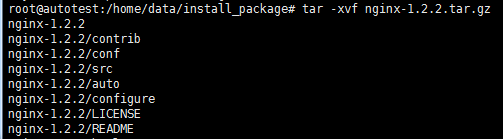 root@autotest:/home/data/install_package# tar -xvf nginx-1.2.2.tar.gz
nginx-1.2.2
nginx-1.2.2/contrib
nginx-1.2.2/conf
nginx-1.2.2/src
nginx-1.2.2/auto
nginx-1.2.2/configure
nginx-1.2.2/LICENSE
nginx-1.2.2/README